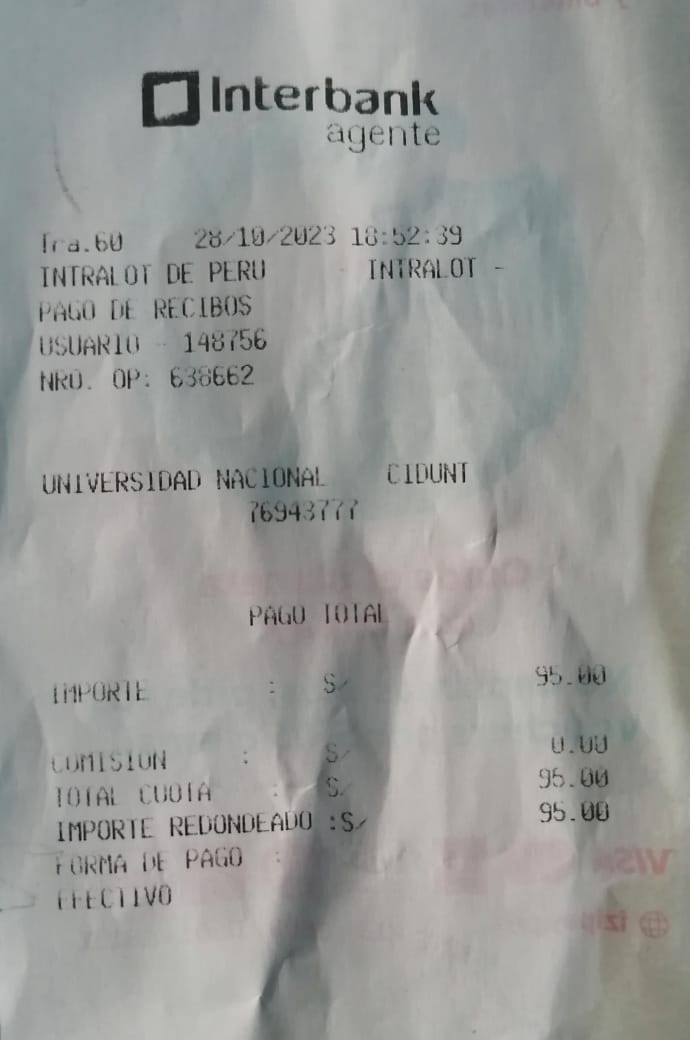 Interbank
agente
Tra.60 28/10/2023 18:52:39
INTRALOT DE PERU INTRALOT -
PAGO DE RECIBOS
USUARIO - 148756
NRO. OP: 638662
UNIVERSIDAD NACIONAL CIDUNT
76943777
PAGO TOTAL
IMPORTE : S/ 95.00
COMISION : S/ 0.00
TOTAL CUOTA : S/ 95.00
IMPORTE REDONDEADO :S/ 95.00
FORMA DE PAGO :
EFECTIVO
VISA
izi